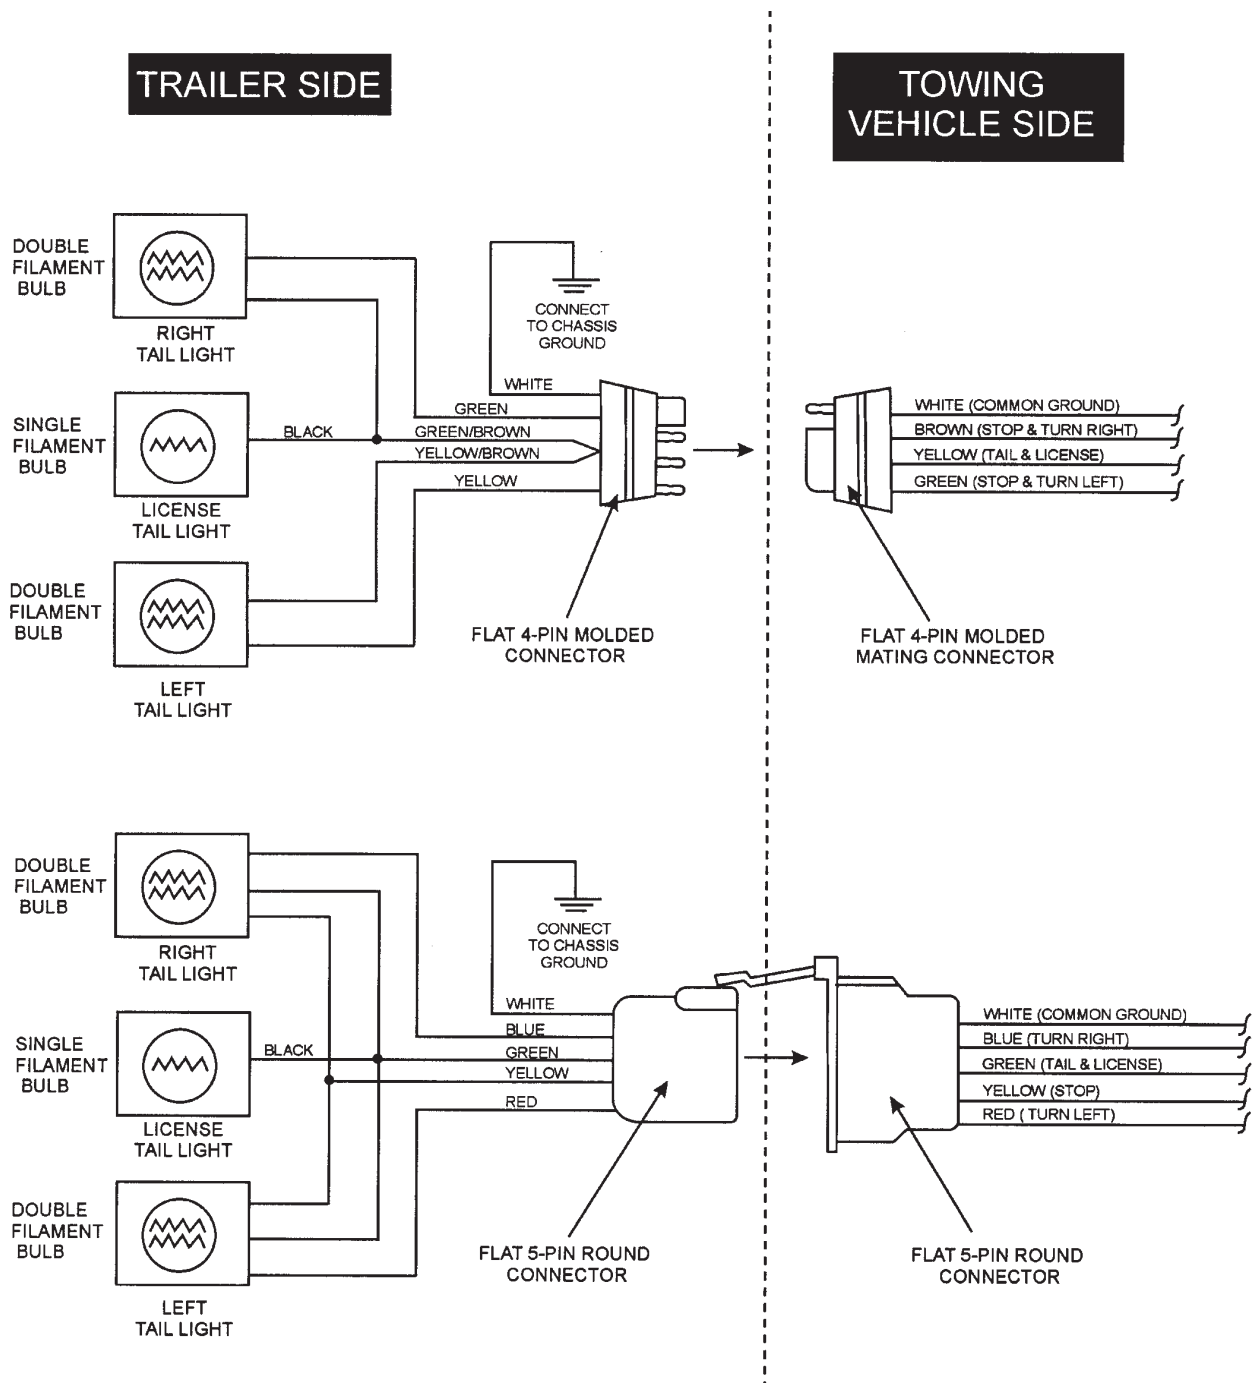 TRAILER SIDE
TOWING
VEHICLE SIDE
DOUBLE
FILAMENT
BULB
RIGHT
TAIL LIGHT
CONNECT
TO CHASSIS
GROUND
SINGLE
FILAMENT
BULB
LICENSE
TAIL LIGHT
BLACK
WHITE
GREEN
GREEN/BROWN
YELLOW/BROWN
YELLOW
WHITE (COMMON GROUND)
BROWN (STOP & TURN RIGHT)
YELLOW (TAIL & LICENSE)
GREEN (STOP & TURN LEFT)
DOUBLE
FILAMENT
BULB
LEFT
TAIL LIGHT
FLAT 4-PIN MOLDED
CONNECTOR
FLAT 4-PIN MOLDED
MATING CONNECTOR
DOUBLE
FILAMENT
BULB
RIGHT
TAIL LIGHT
CONNECT
TO CHASSIS
GROUND
SINGLE
FILAMENT
BULB
LICENSE
TAIL LIGHT
BLACK
WHITE
BLUE
GREEN
YELLOW
RED
WHITE (COMMON GROUND)
BLUE (TURN RIGHT)
GREEN (TAIL & LICENSE)
YELLOW (STOP)
RED ( TURN LEFT)
DOUBLE
FILAMENT
BULB
LEFT
TAIL LIGHT
FLAT 5-PIN ROUND
CONNECTOR
FLAT 5-PIN ROUND
CONNECTOR